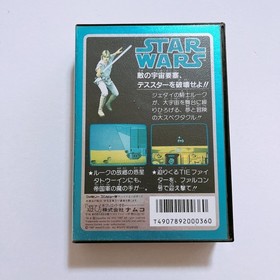 STAR
WARS
敵の宇宙要塞、
デススターを破壊せよ!!
ジェダイの騎士ルーク
が、大宇宙を舞台に繰
りひろげる、夢と冒険
の大スペクタクル!!
★ルークの故郷の惑星
タトゥーインにも、
帝国軍の魔の手が…
★迫りくるTIEファイ
ターを、ファルコン
号で迎え撃て!!
株式会社ナムコ
T4907892000360